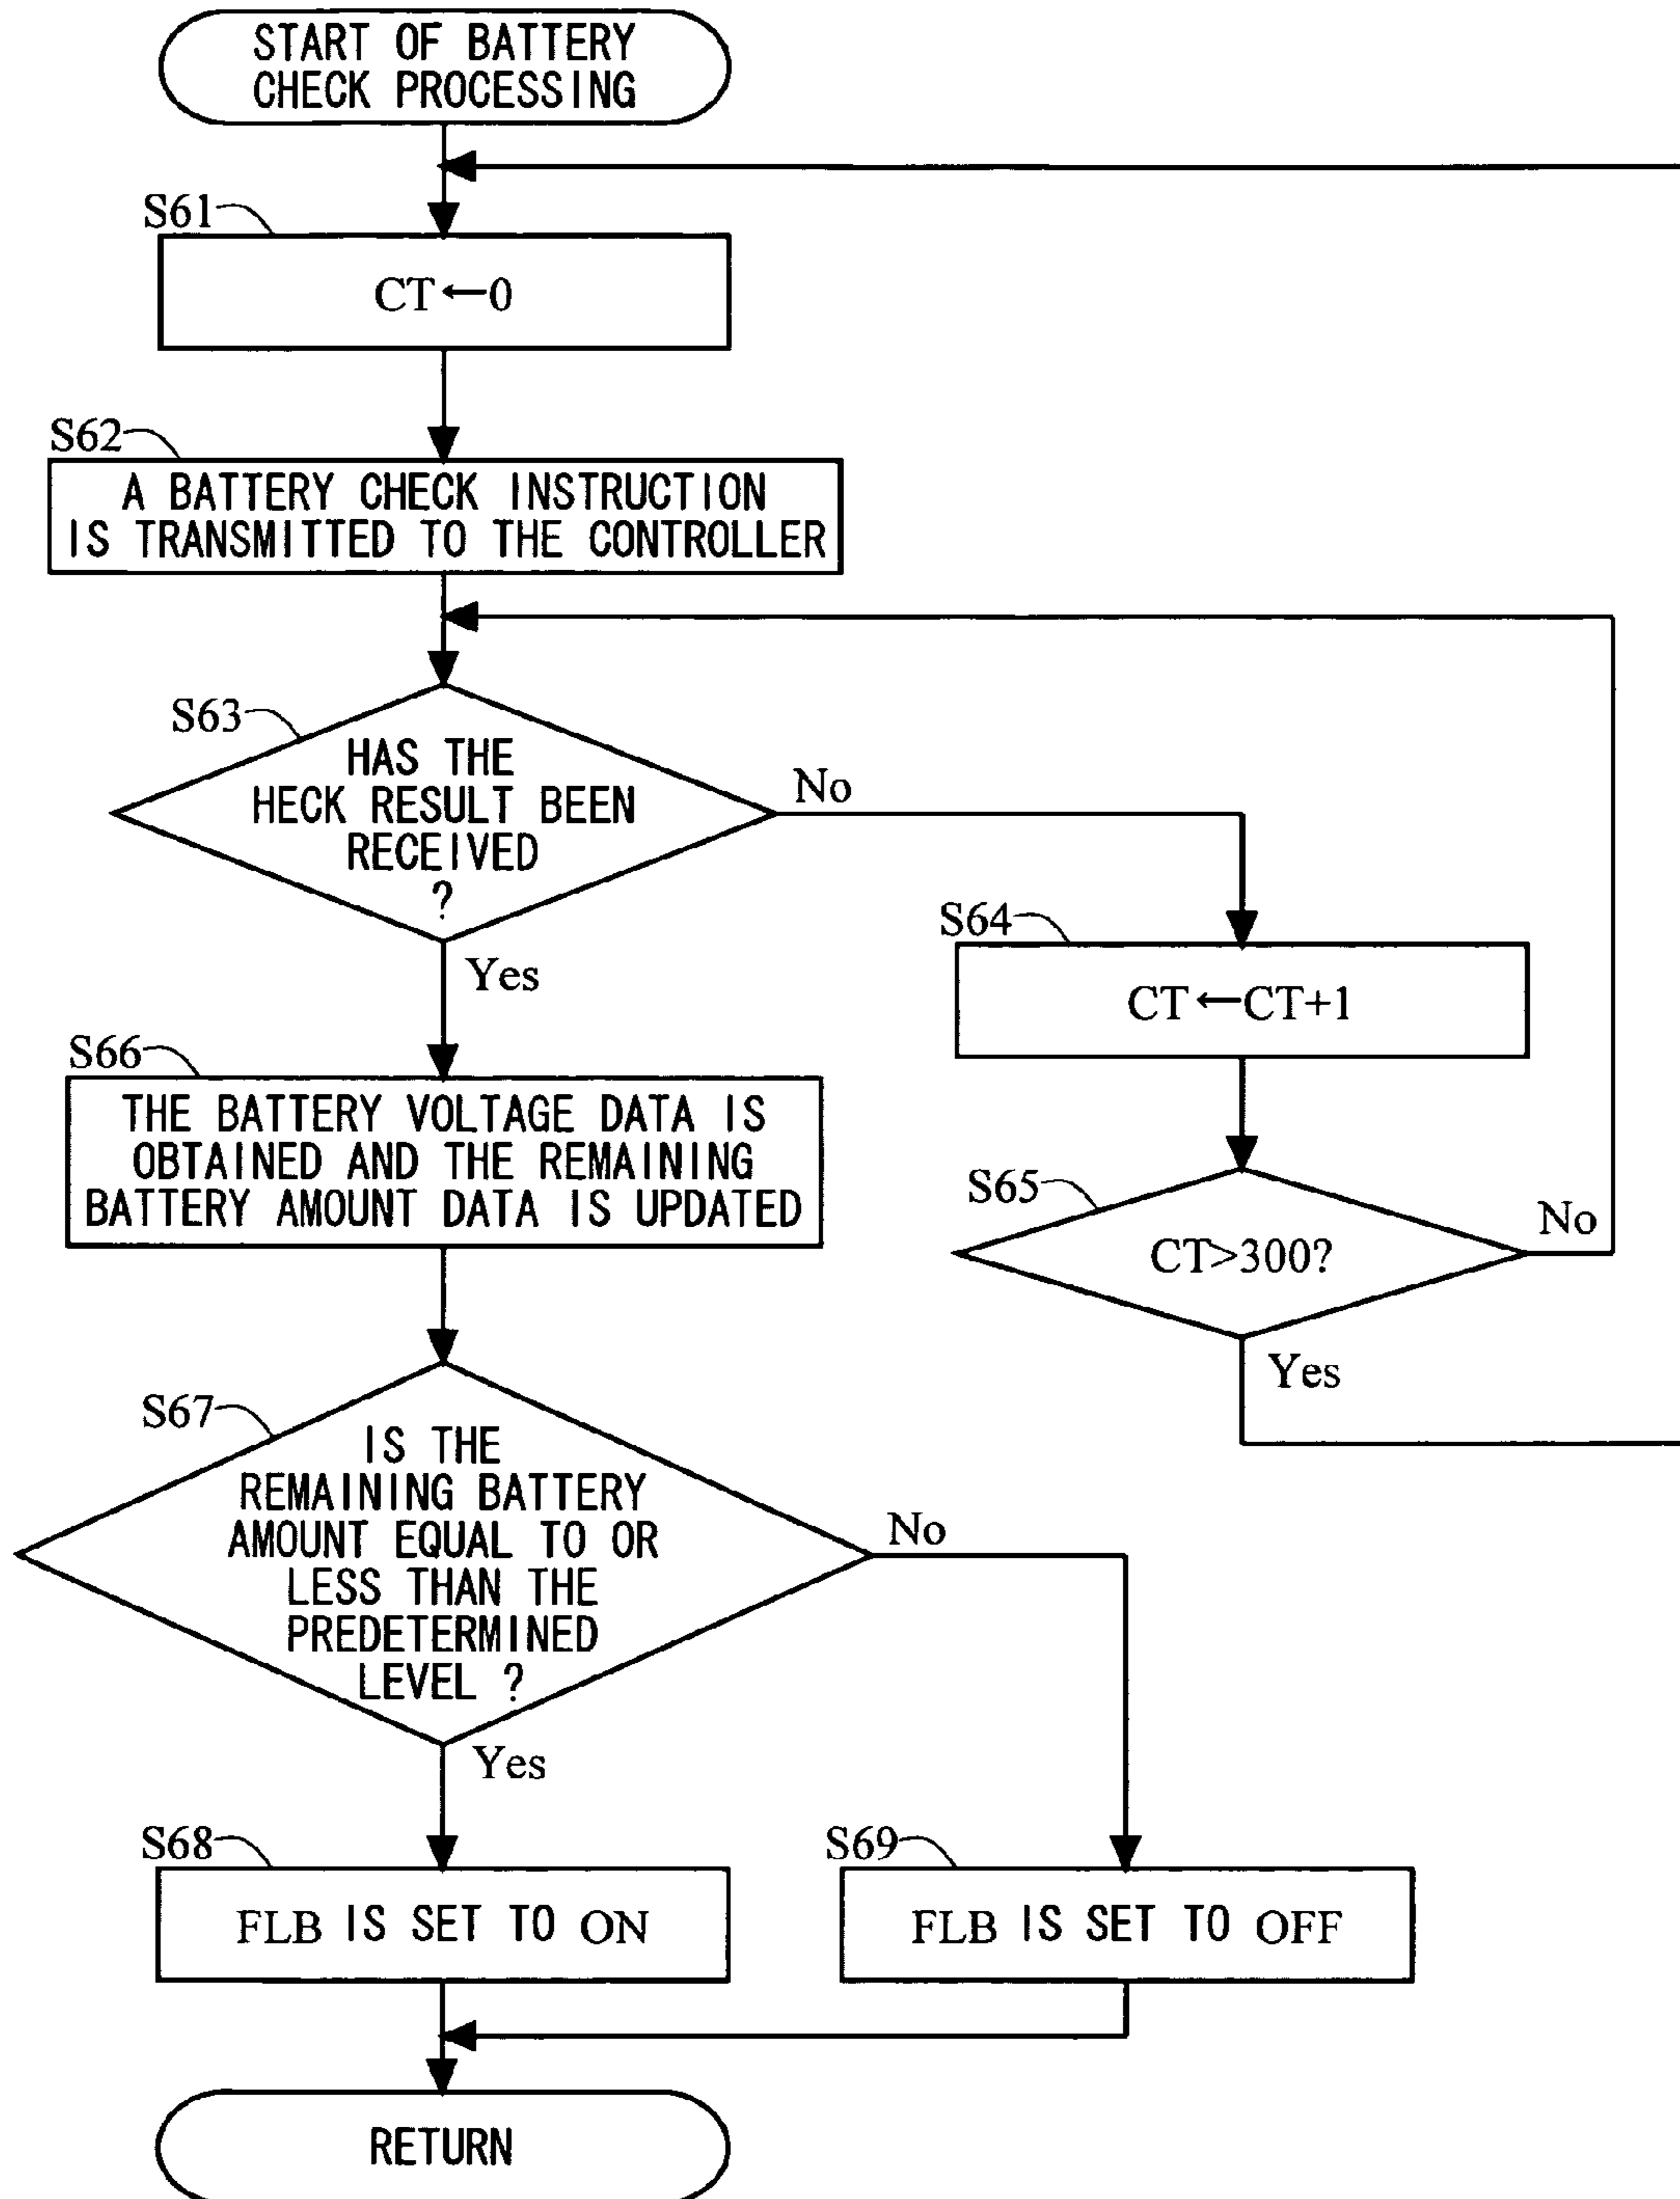 START OF BATTERY
CHECK PROCESSING
S61
CT←0
S62
A BATTERY CHECK INSTRUCTION
IS TRANSMITTED TO THE CONTROLLER
S63
HAS THE
HECK RESULT BEEN
RECEIVED
?
No
Yes
S64
CT←CT+1
S65
CT>300?
No
Yes
S66
THE BATTERY VOLTAGE DATA IS
OBTAINED AND THE REMAINING
BATTERY AMOUNT DATA IS UPDATED
S67
IS THE
REMAINING BATTERY
AMOUNT EQUAL TO OR
LESS THAN THE
PREDETERMINED
LEVEL ?
No
Yes
S68
FLB IS SET TO ON
S69
FLB IS SET TO OFF
RETURN